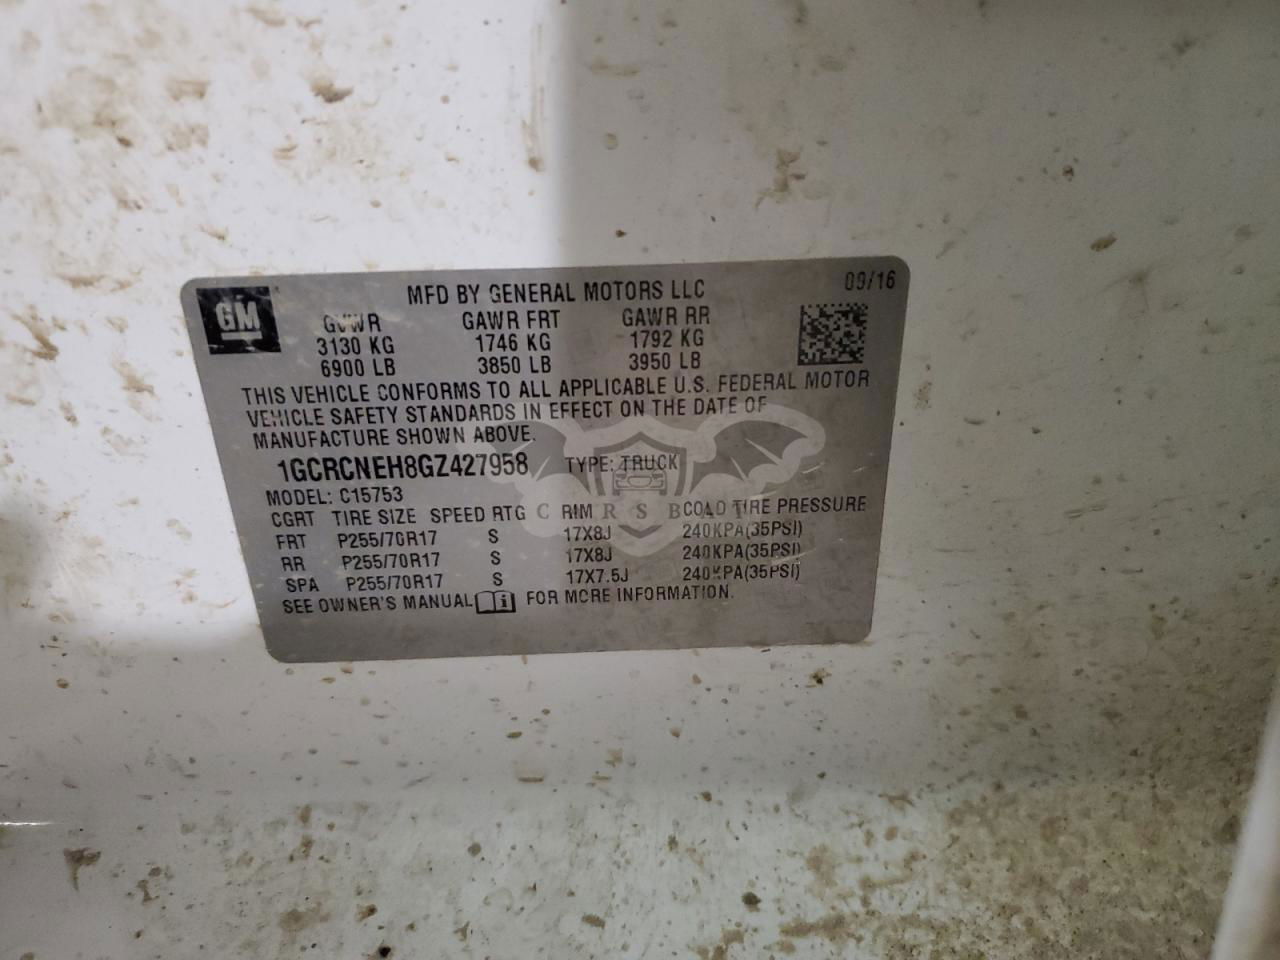 GM
MFD BY GENERAL MOTORS LLC 09/16
GVWR GAWR FRT GAWR RR
3130 KG 1746 KG 1792 KG
6900 LB 3850 LB 3950 LB
THIS VEHICLE CONFORMS TO ALL APPLICABLE U.S. FEDERAL MOTOR
VEHICLE SAFETY STANDARDS IN EFFECT ON THE DATE OF
MANUFACTURE SHOWN ABOVE.
1GCRCNEH8GZ427958 TYPE: TRUCK
MODEL: C15753
CGRT TIRE SIZE SPEED RTG RIM COLD TIRE PRESSURE
FRT P255/70R17 S 17X8J 240KPA(35PSI)
RR P255/70R17 S 17X8J 240KPA(35PSI)
SPA P255/70R17 S 17X7.5J 240KPA(35PSI)
SEE OWNER'S MANUAL i FOR MORE INFORMATION.
CARSBAT